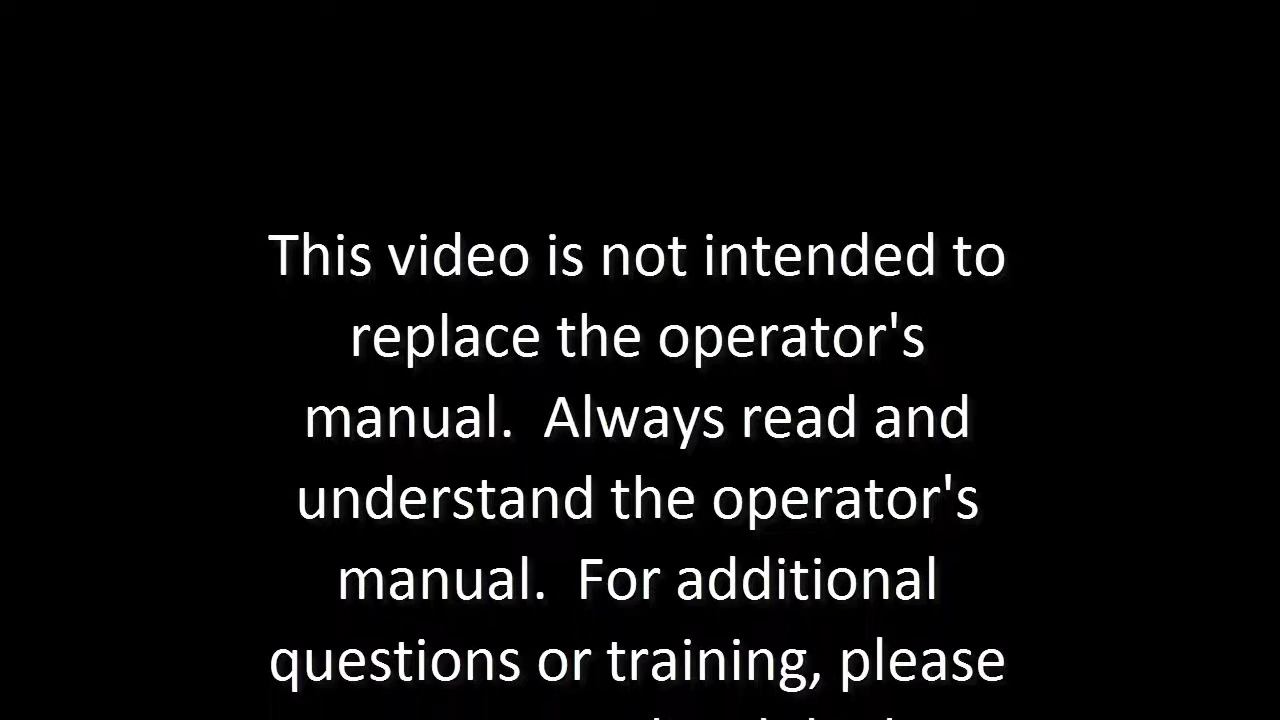 This video is not intended to
replace the operator's
manual.  Always read and
understand the operator's
manual.  For additional
questions or training, please